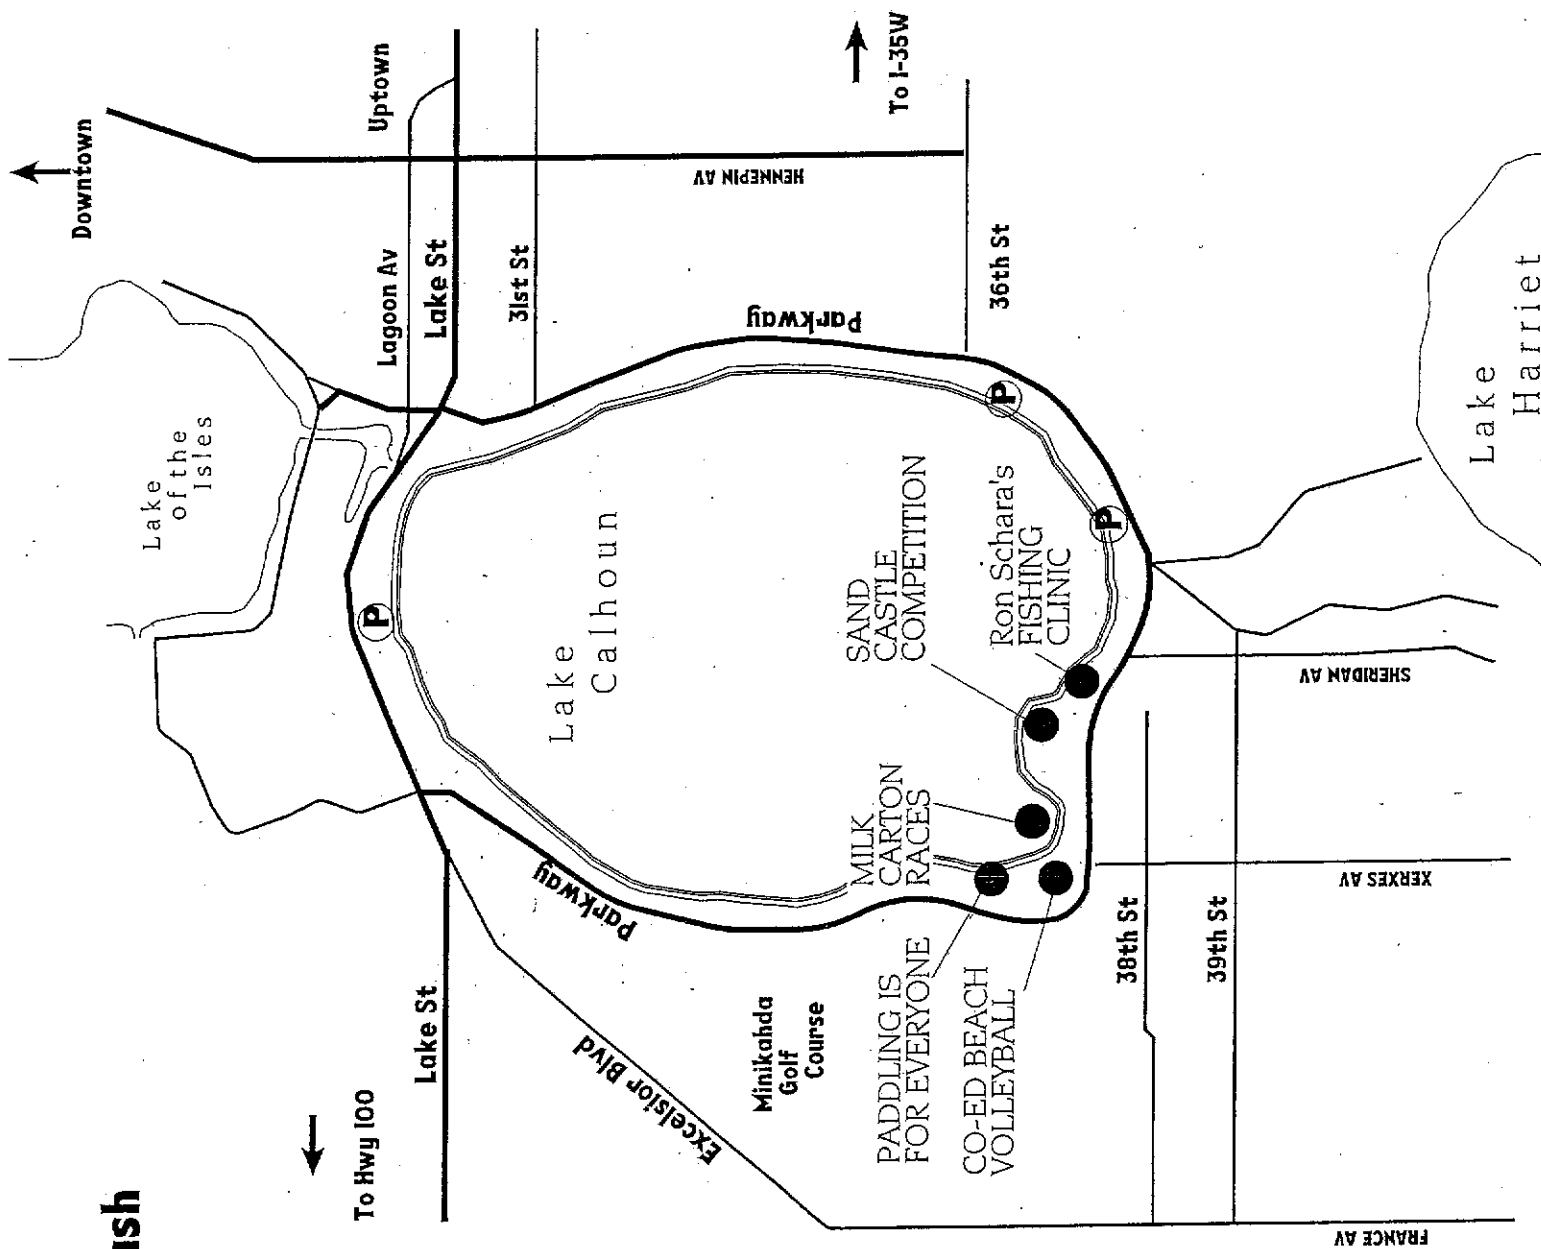 ush
Downtown
Uptown
Lagoon Av
Lake St
31st St
HENNEPIN AV
To I-35W
36th St
Parkway
Lake
of the
Isles
Lake
Calhoun
P
P
P
SAND
CASTLE
COMPETITION
Ron Schara's
FISHING
CLINIC
MILK
CARTON
RACES
PADDLING IS
FOR EVERYONE
CO-ED BEACH
VOLLEYBALL
Parkway
Lake St
To Hwy 100
Excelsior Blvd
Minikahda
Golf
Course
38th St
39th St
SHERIDAN AV
XERXES AV
FRANCE AV
Lake
Harriet